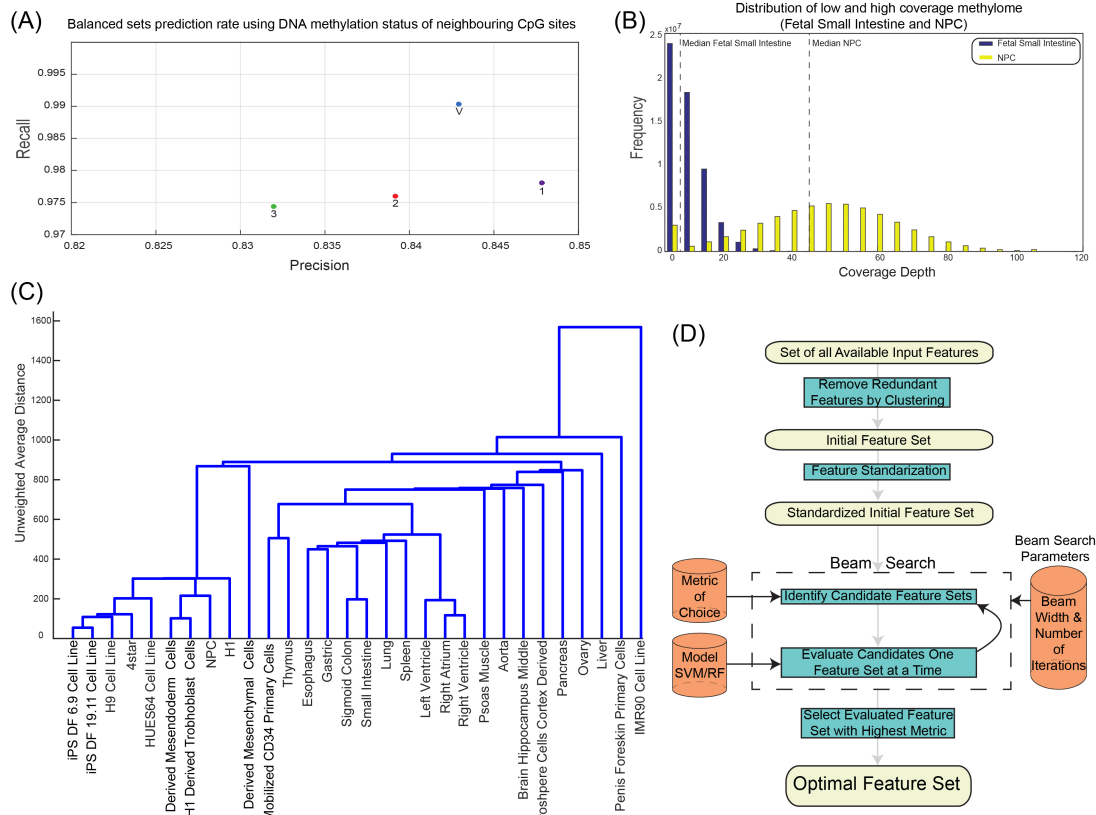 (A)
Balanced sets prediction rate using DNA methylation status of neighbouring CpG sites
Recall
0.995
0.99
0.985
0.98
0.975
0.97
V
1
2
3
0.82
0.825
0.83
0.835
0.84
0.845
0.85
Precision
(B)
Distribution of low and high coverage methylome
(Fetal Small Intestine and NPC)
x10⁷
Frequency
2.5
2
1.5
1
0.5
0
Median Fetal Small Intestine
Median NPC
Fetal Small Intestine
NPC
0
20
40
60
80
100
120
Coverage Depth
(C)
Unweighted Average Distance
1600
1400
1200
1000
800
600
400
200
0
iPS DF 6.9 Cell Line
iPS DF 19.11 Cell Line
H9 Cell Line
4star
HUES64 Cell Line
Derived Mesendoderm Cells
H1 Derived Trobhoblast Cells
NPC
H1
Derived Mesenchymal Cells
Mobilized CD34 Primary Cells
Thymus
Esophagus
Gastric
Sigmoid Colon
Small Intestine
Lung
Spleen
Left Ventricle
Right Atrium
Right Ventricle
Psoas Muscle
Aorta
Brain Hippocampus Middle
rosphere Cells Cortex Derived
Pancreas
Ovary
Liver
Penis Foreskin Primary Cells
IMR90 Cell Line
(D)
Set of all Available Input Features
Remove Redundant
Features by Clustering
Initial Feature Set
Feature Standarization
Standardized Initial Feature Set
Beam Search
Metric
of
Choice
Identify Candidate Feature Sets
Model
SVM/RF
Evaluate Candidates One
Feature Set at a Time
Beam Search
Parameters
Beam
Width &
Number
of
Iterations
Select Evaluated Feature
Set with Highest Metric
Optimal Feature Set